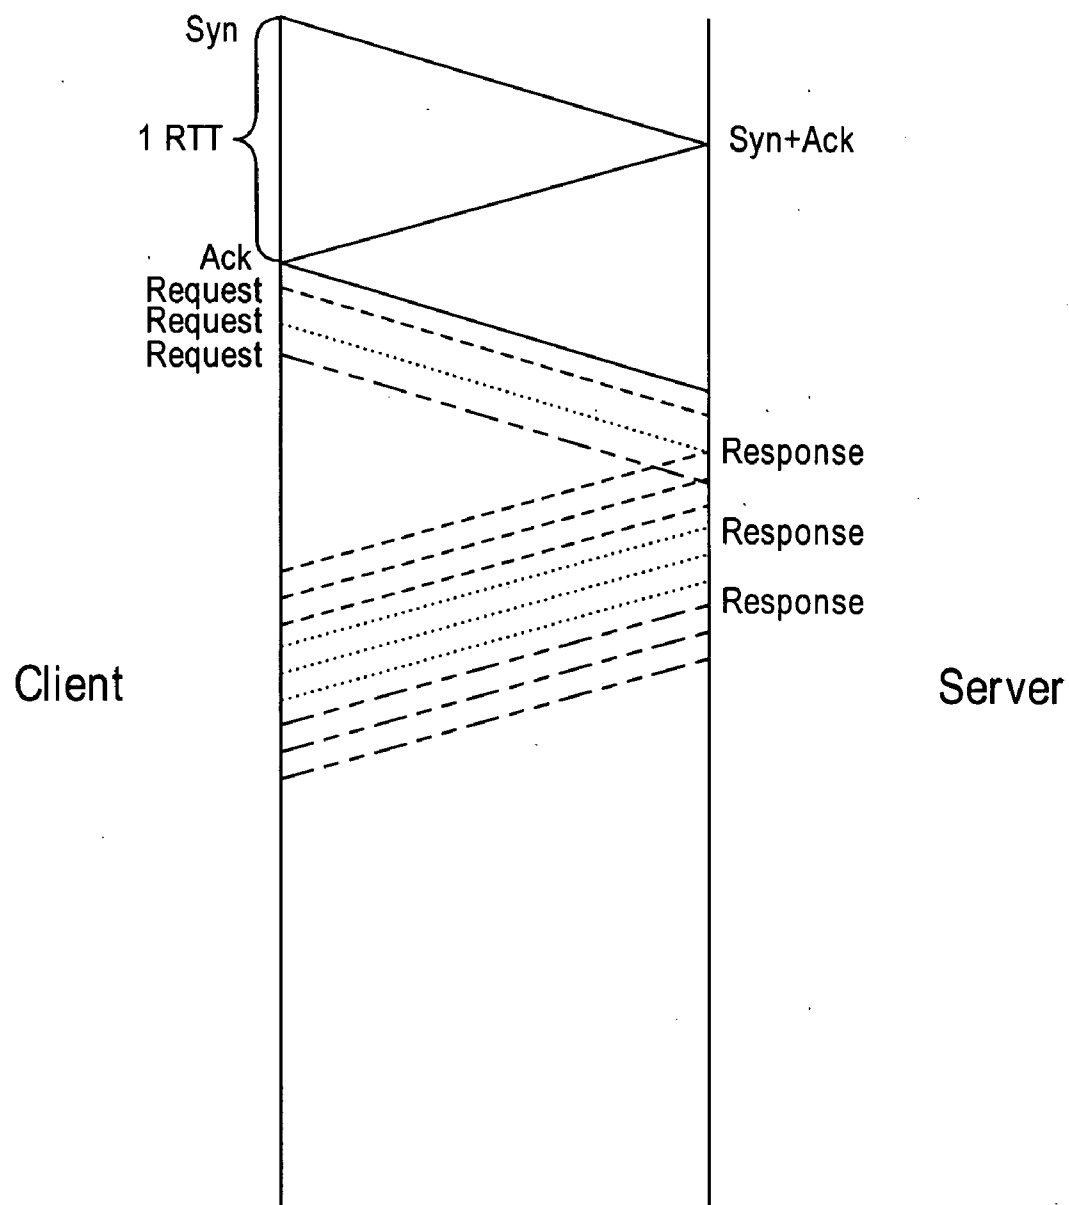 Syn
1 RTT
Syn+Ack
Ack
Request
Request
Request
Response
Response
Response
Client
Server